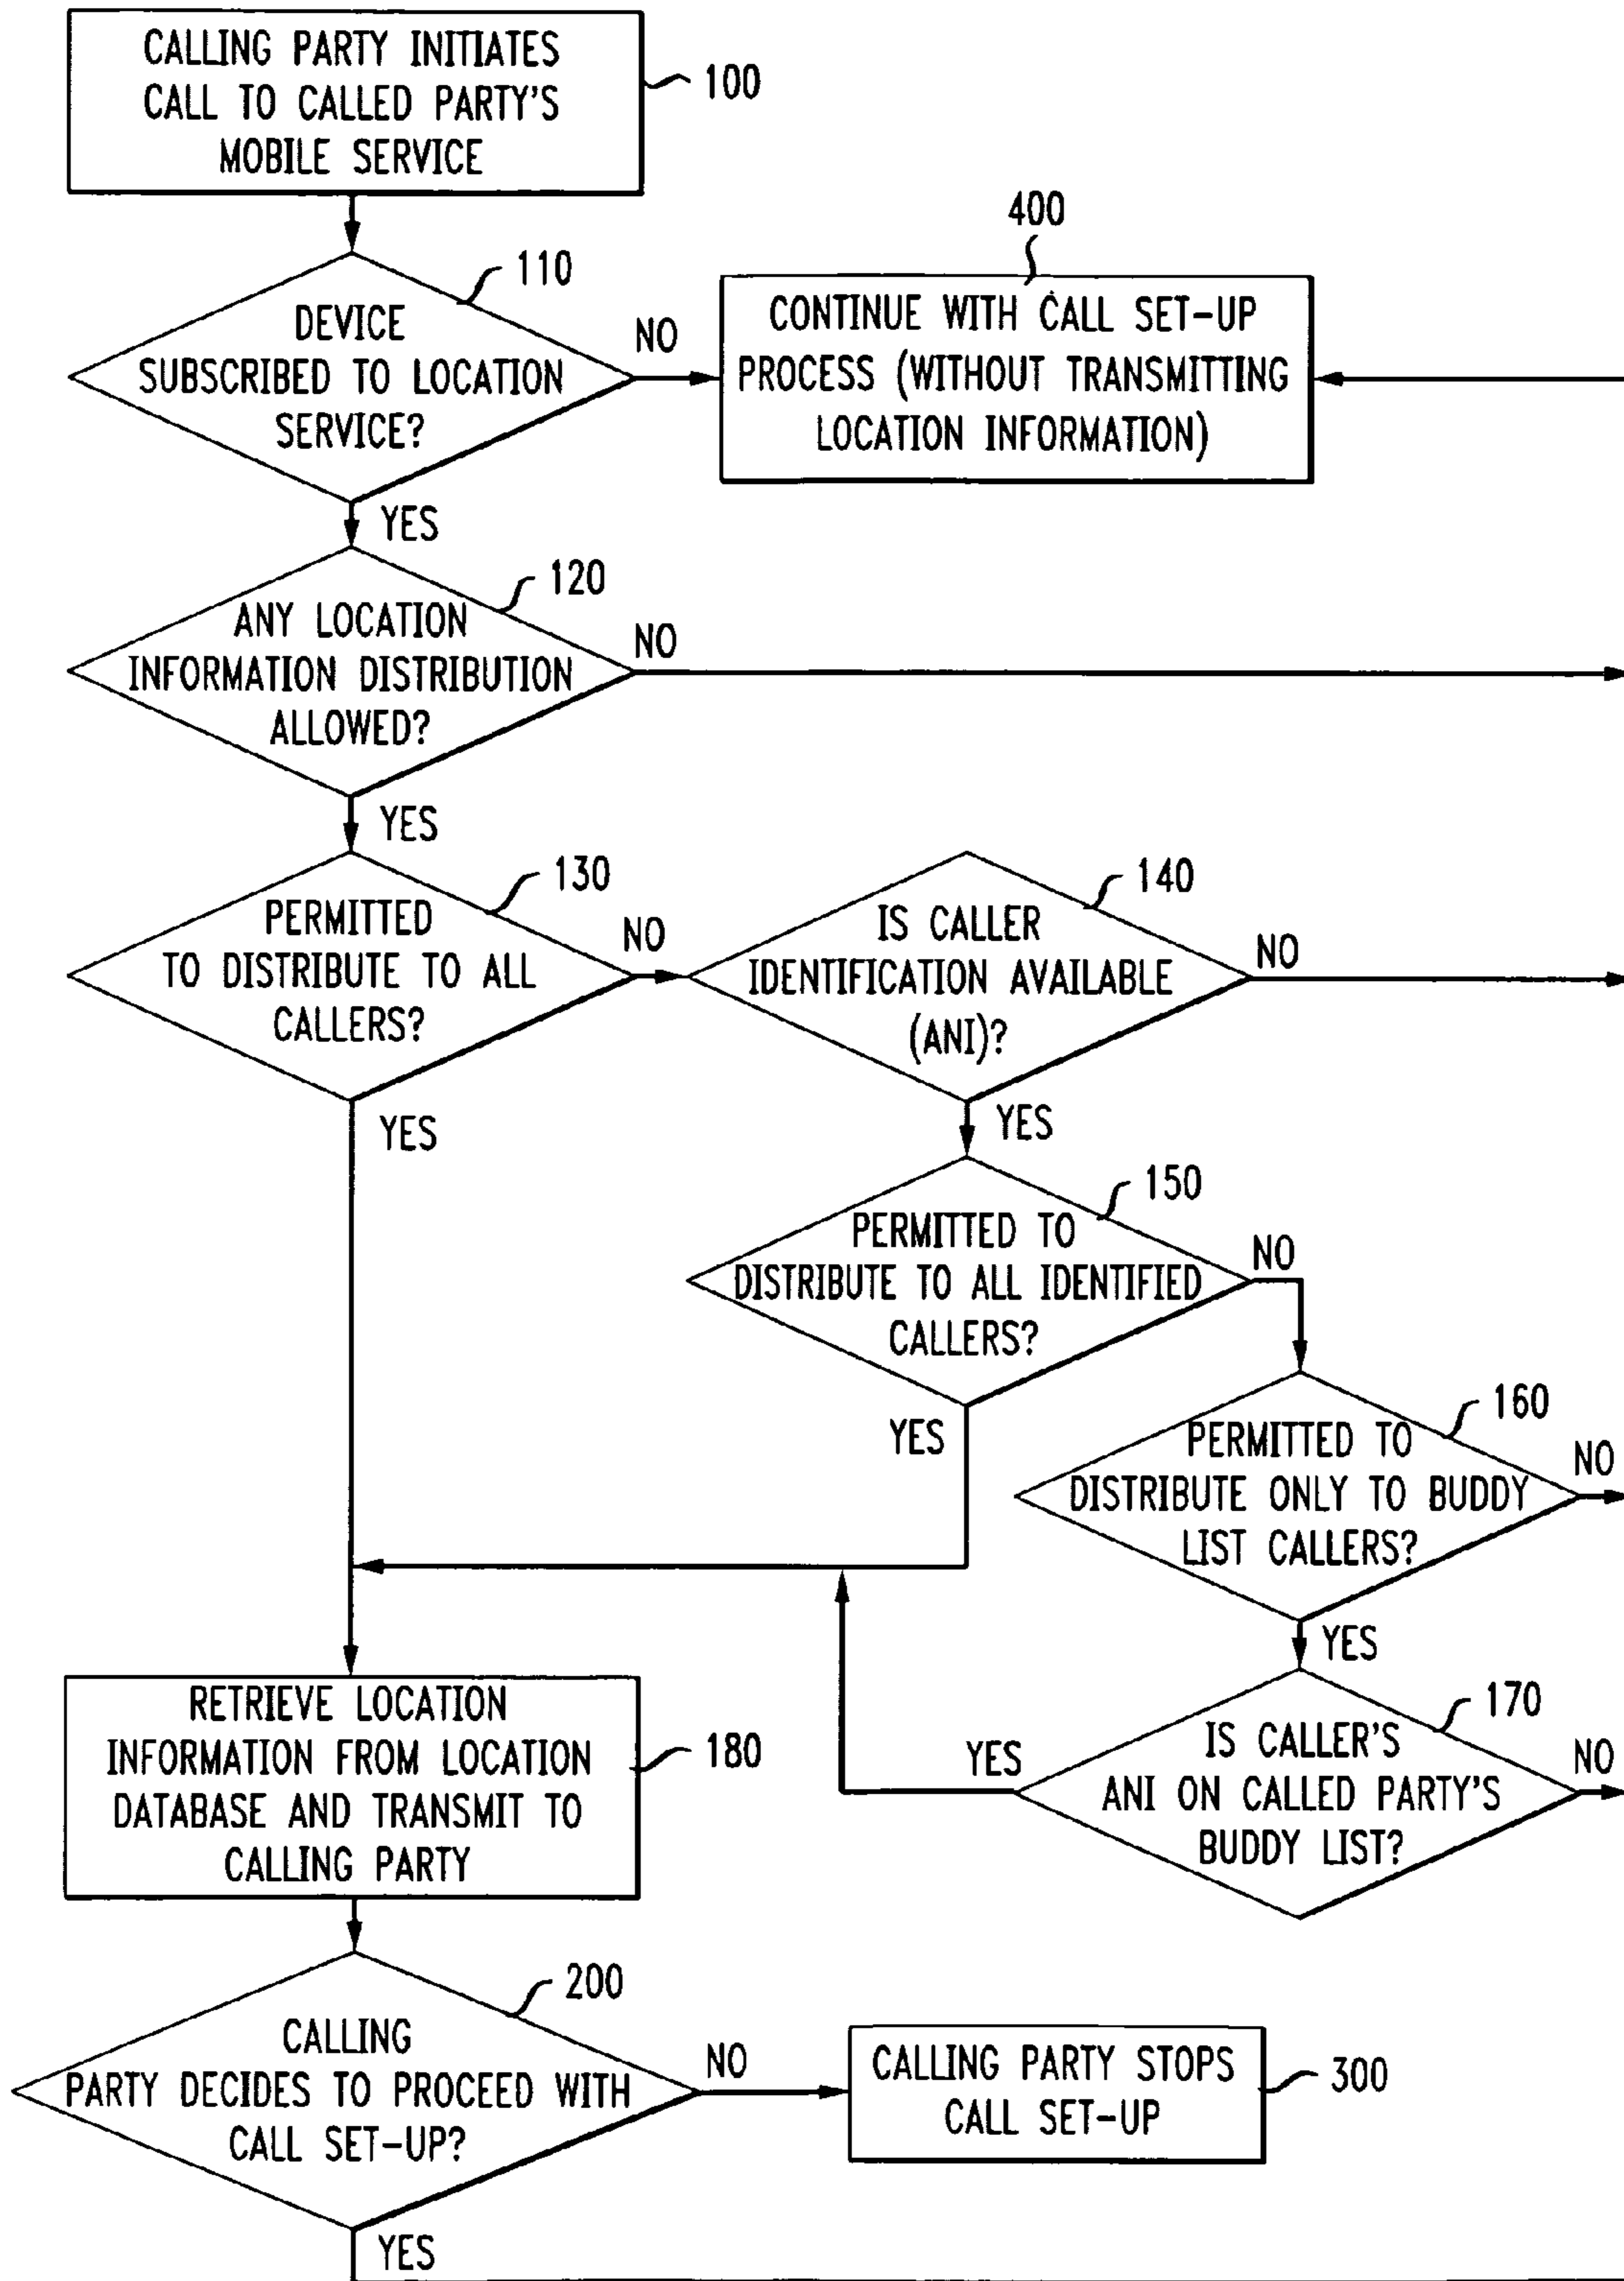 CALLING PARTY INITIATES
CALL TO CALLED PARTY'S
MOBILE SERVICE
100
400
110
DEVICE
SUBSCRIBED TO LOCATION
SERVICE?
NO
CONTINUE WITH CALL SET-UP
PROCESS (WITHOUT TRANSMITTING
LOCATION INFORMATION)
YES
120
ANY LOCATION
INFORMATION DISTRIBUTION
ALLOWED?
NO
YES
130
PERMITTED
TO DISTRIBUTE TO ALL
CALLERS?
NO
140
IS CALLER
IDENTIFICATION AVAILABLE
(ANI)?
NO
YES
YES
150
PERMITTED TO
DISTRIBUTE TO ALL IDENTIFIED
CALLERS?
NO
YES
160
PERMITTED TO
DISTRIBUTE ONLY TO BUDDY
LIST CALLERS?
NO
YES
170
IS CALLER'S
ANI ON CALLED PARTY'S
BUDDY LIST?
NO
YES
RETRIEVE LOCATION
INFORMATION FROM LOCATION
DATABASE AND TRANSMIT TO
CALLING PARTY
180
200
CALLING
PARTY DECIDES TO PROCEED WITH
CALL SET-UP?
NO
CALLING PARTY STOPS
CALL SET-UP
300
YES